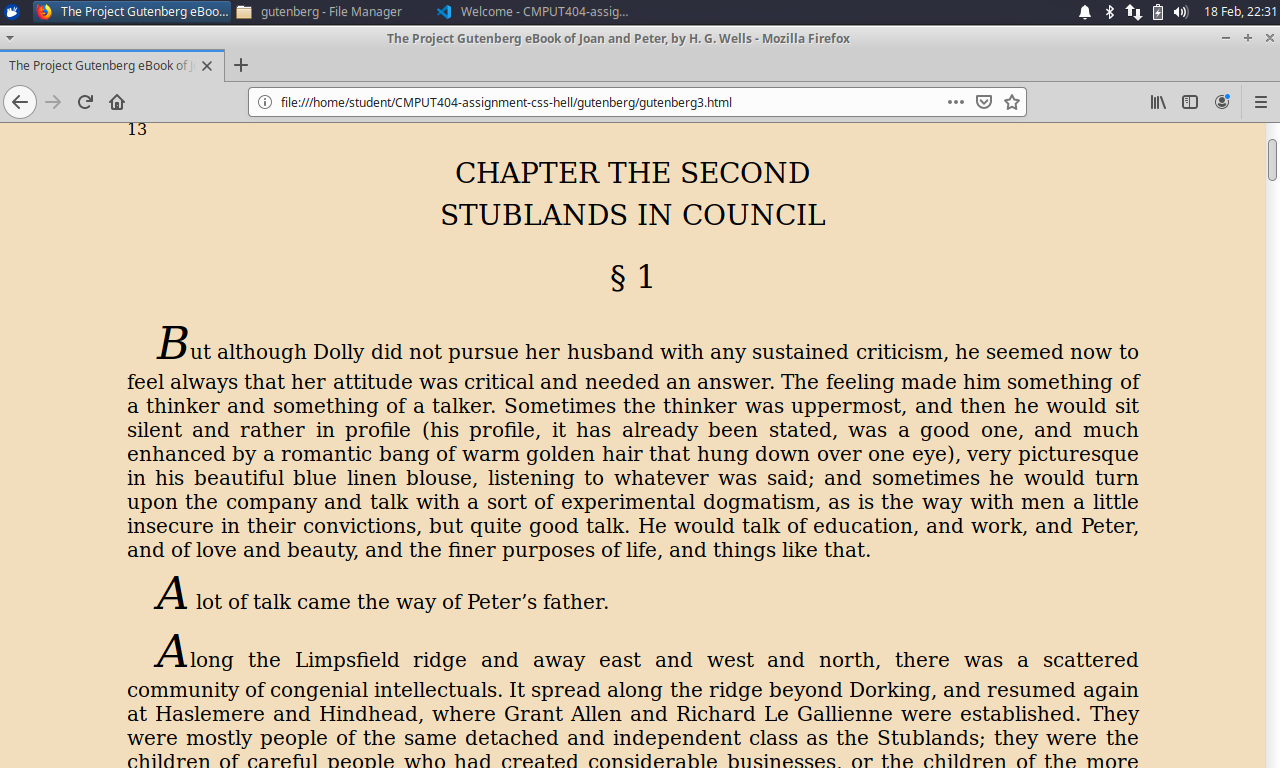 The Project Gutenberg eBoo...
gutenberg - File Manager
Welcome - CMPUT404-assig...
18 Feb, 22:31
The Project Gutenberg eBook of Joan and Peter, by H. G. Wells - Mozilla Firefox
The Project Gutenberg eBook of J
file:///home/student/CMPUT404-assignment-css-hell/gutenberg/gutenberg3.html
13
CHAPTER THE SECOND
STUBLANDS IN COUNCIL
§ 1
But although Dolly did not pursue her husband with any sustained criticism, he seemed now to
feel always that her attitude was critical and needed an answer. The feeling made him something of
a thinker and something of a talker. Sometimes the thinker was uppermost, and then he would sit
silent and rather in profile (his profile, it has already been stated, was a good one, and much
enhanced by a romantic bang of warm golden hair that hung down over one eye), very picturesque
in his beautiful blue linen blouse, listening to whatever was said; and sometimes he would turn
upon the company and talk with a sort of experimental dogmatism, as is the way with men a little
insecure in their convictions, but quite good talk. He would talk of education, and work, and Peter,
and of love and beauty, and the finer purposes of life, and things like that.
A lot of talk came the way of Peter’s father.
Along the Limpsfield ridge and away east and west and north, there was a scattered
community of congenial intellectuals. It spread along the ridge beyond Dorking, and resumed again
at Haslemere and Hindhead, where Grant Allen and Richard Le Gallienne were established. They
were mostly people of the same detached and independent class as the Stublands; they were the
children of careful people who had created considerable businesses, or the children of the more